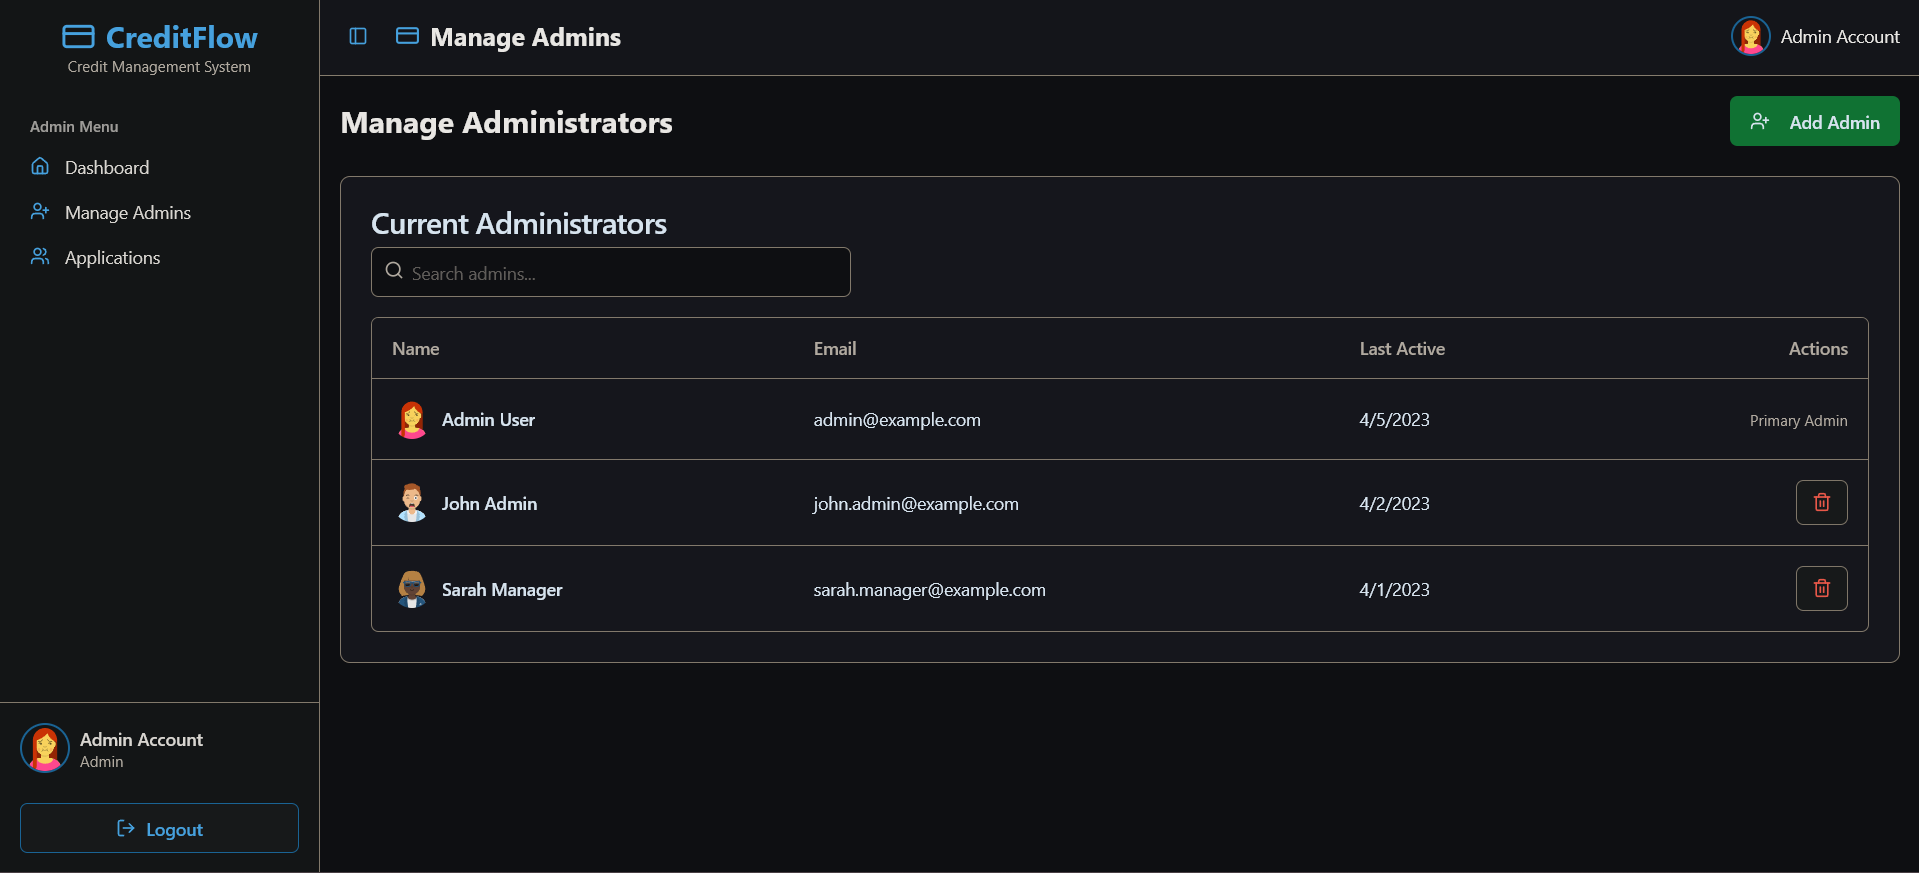 CreditFlow
Credit Management System
Admin Menu
Dashboard
Manage Admins
Applications
Admin Account
Admin
Logout
Manage Admins
Admin Account
Manage Administrators
Add Admin
Current Administrators
Search admins...
Name Email Last Active Actions
Admin User admin@example.com 4/5/2023 Primary Admin
John Admin john.admin@example.com 4/2/2023
Sarah Manager sarah.manager@example.com 4/1/2023